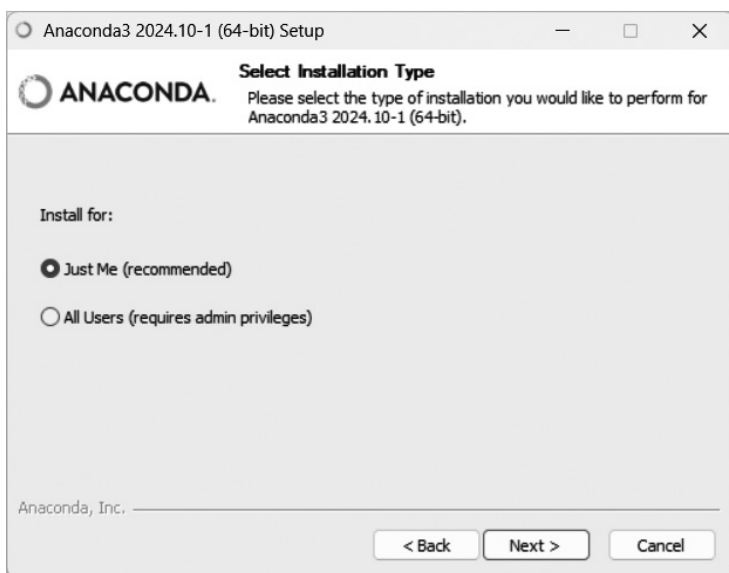 Anaconda3 2024.10-1 (64-bit) Setup
ANACONDA.
Select Installation Type
Please select the type of installation you would like to perform for
Anaconda3 2024.10-1 (64-bit).
Install for:
Just Me (recommended)
All Users (requires admin privileges)
Anaconda, Inc.
< Back Next > Cancel